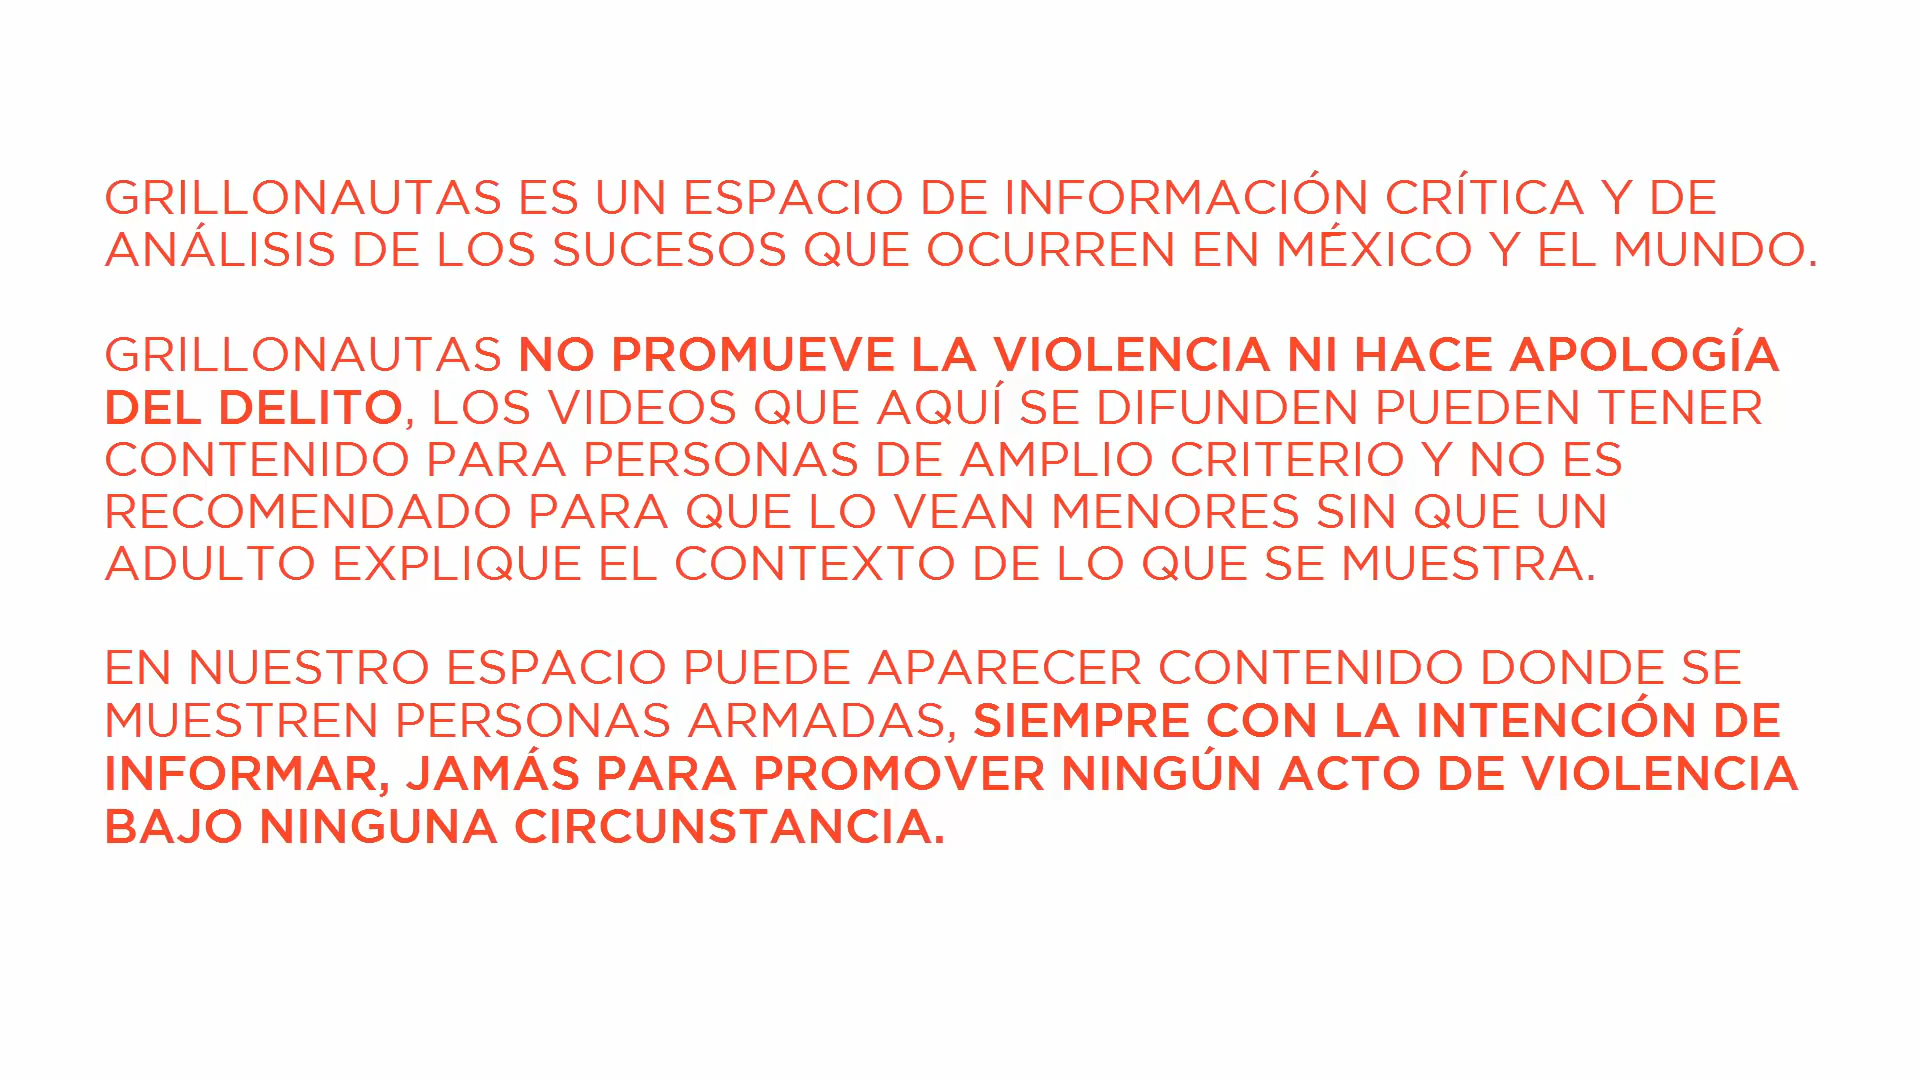 GRILLONAUTAS ES UN ESPACIO DE INFORMACIÓN CRÍTICA Y DE
ANÁLISIS DE LOS SUCESOS QUE OCURREN EN MÉXICO Y EL MUNDO.
GRILLONAUTAS NO PROMUEVE LA VIOLENCIA NI HACE APOLOGÍA
DEL DELITO, LOS VIDEOS QUE AQUÍ SE DIFUNDEN PUEDEN TENER
CONTENIDO PARA PERSONAS DE AMPLIO CRITERIO Y NO ES
RECOMENDADO PARA QUE LO VEAN MENORES SIN QUE UN
ADULTO EXPLIQUE EL CONTEXTO DE LO QUE SE MUESTRA.
EN NUESTRO ESPACIO PUEDE APARECER CONTENIDO DONDE SE
MUESTREN PERSONAS ARMADAS, SIEMPRE CON LA INTENCIÓN DE
INFORMAR, JAMÁS PARA PROMOVER NINGÚN ACTO DE VIOLENCIA
BAJO NINGUNA CIRCUNSTANCIA.